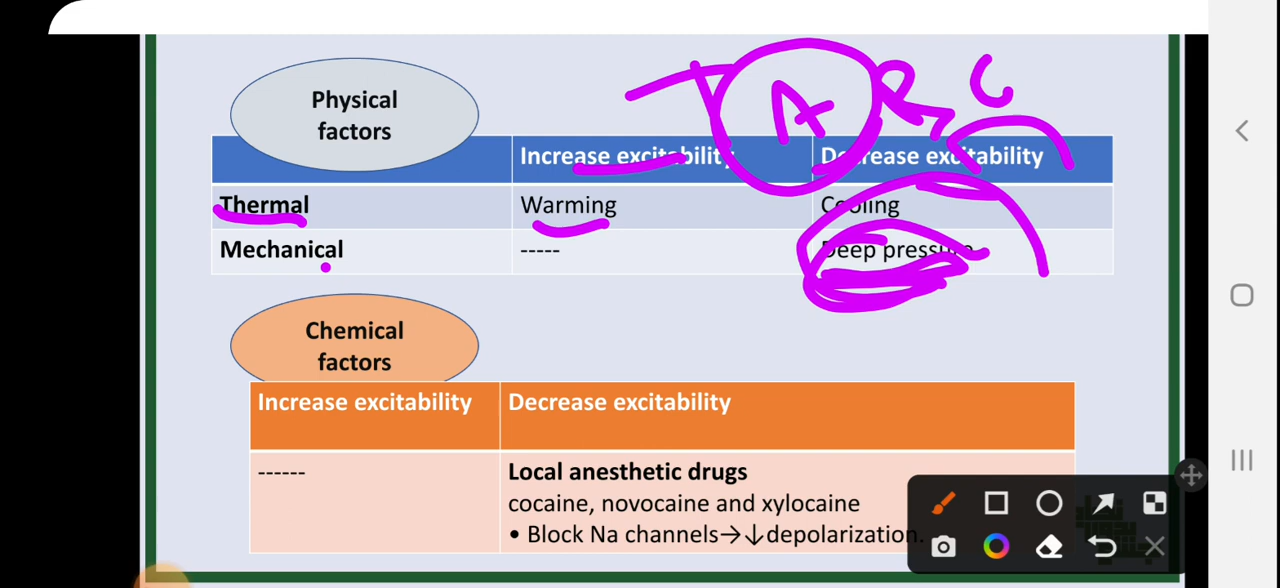 T A R C
Physical
factors
Increase excitability Decrease excitability
Thermal Warming Cooling
Mechanical ----- Deep pressure
Chemical
factors
Increase excitability Decrease excitability
------ Local anesthetic drugs
cocaine, novocaine and xylocaine
• Block Na channels→↓depolarization.